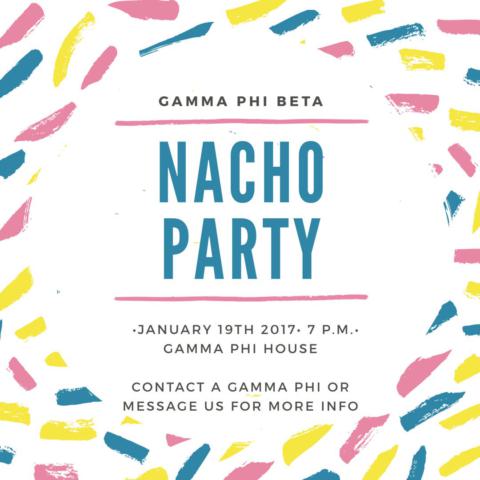 GAMMA PHI BETA
NACHO
PARTY
•JANUARY 19TH 2017• 7 P.M.•
GAMMA PHI HOUSE
CONTACT A GAMMA PHI OR
MESSAGE US FOR MORE INFO